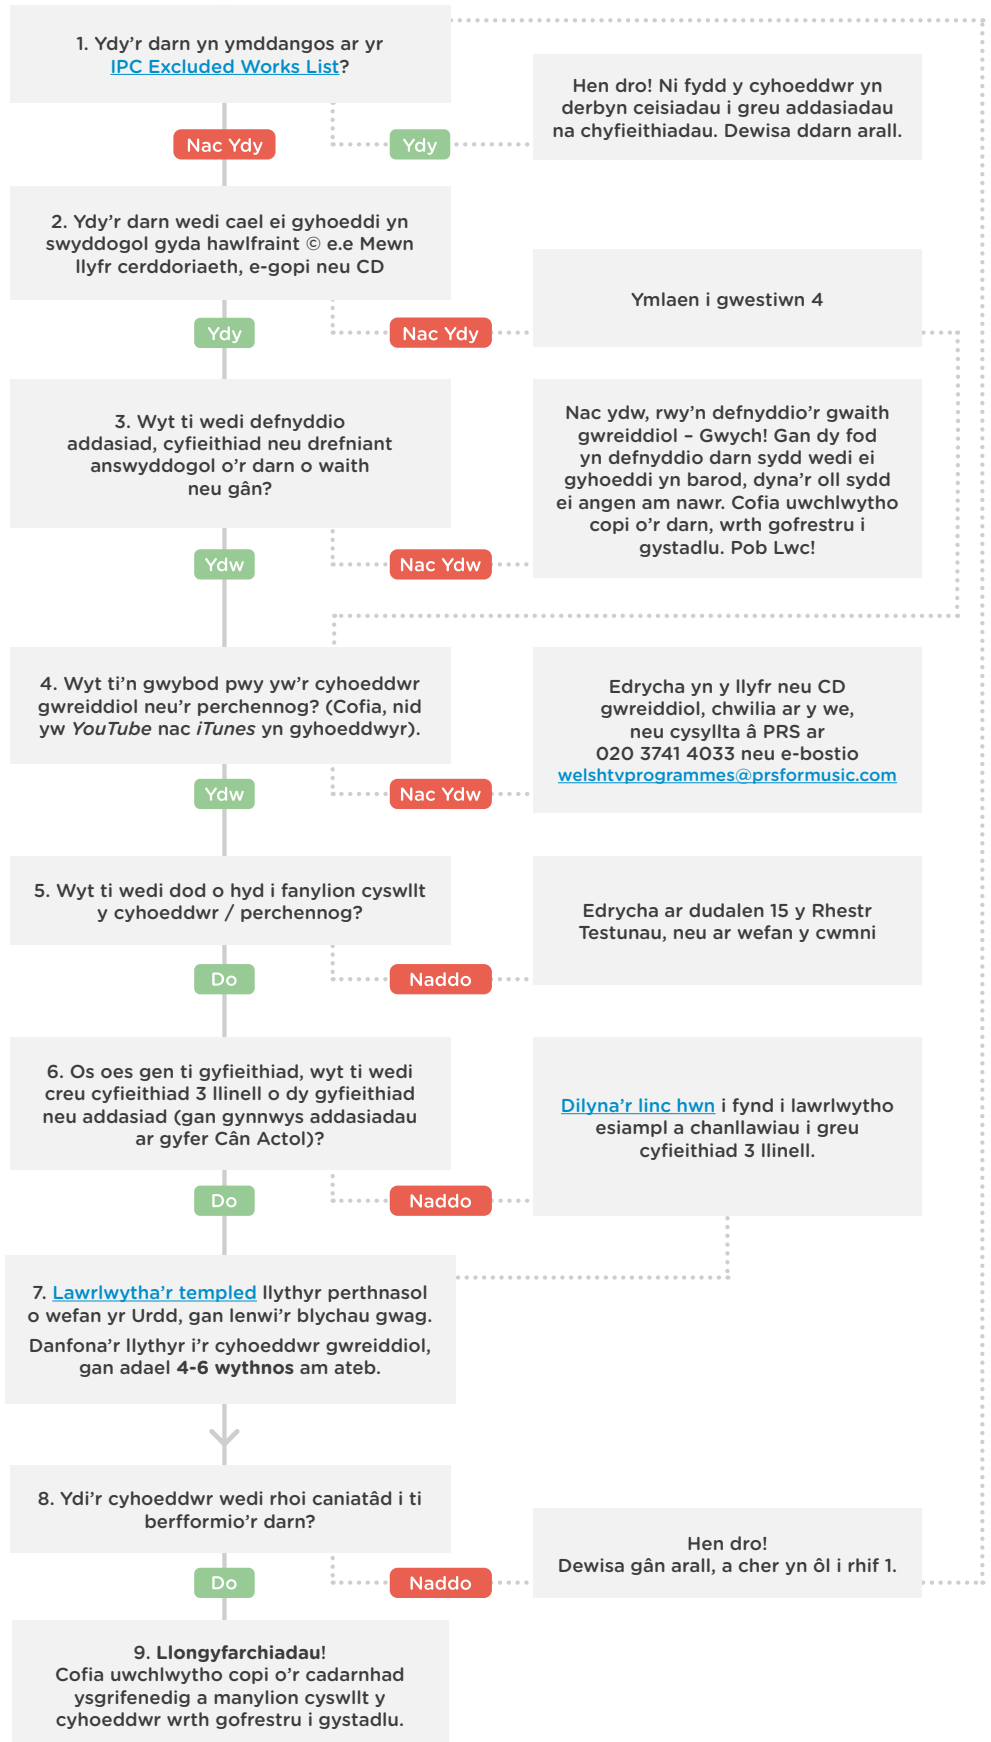 1. Ydy’r darn yn ymddangos ar yr
IPC Excluded Works List?
Nac Ydy
Ydy
Hen dro! Ni fydd y cyhoeddwr yn
derbyn ceisiadau i greu addasiadau
na chyfieithiadau. Dewisa ddarn arall.
2. Ydy’r darn wedi cael ei gyhoeddi yn
swyddogol gyda hawlfraint © e.e Mewn
llyfr cerddoriaeth, e-gopi neu CD
Ydy
Nac Ydy
Ymlaen i gwestiwn 4
3. Wyt ti wedi defnyddio
addasiad, cyfieithiad neu drefniant
answyddogol o’r darn o waith
neu gân?
Ydw
Nac Ydw
Nac ydw, rwy’n defnyddio’r gwaith
gwreiddiol – Gwych! Gan dy fod
yn defnyddio darn sydd wedi ei
gyhoeddi yn barod, dyna’r oll sydd
ei angen am nawr. Cofia uwchlwytho
copi o’r darn, wrth gofrestru i
gystadlu. Pob Lwc!
4. Wyt ti’n gwybod pwy yw’r cyhoeddwr
gwreiddiol neu’r perchennog? (Cofia, nid
yw YouTube nac iTunes yn gyhoeddwyr).
Ydw
Nac Ydw
Edrycha yn y llyfr neu CD
gwreiddiol, chwilia ar y we,
neu cysyllta â PRS ar
020 3741 4033 neu e-bostio
welshtvprogrammes@prsformusic.com
5. Wyt ti wedi dod o hyd i fanylion cyswllt
y cyhoeddwr / perchennog?
Do
Naddo
Edrycha ar dudalen 15 y Rhestr
Testunau, neu ar wefan y cwmni
6. Os oes gen ti gyfieithiad, wyt ti wedi
creu cyfieithiad 3 llinell o dy gyfieithiad
neu addasiad (gan gynnwys addasiadau
ar gyfer Cân Actol)?
Do
Naddo
Dilyna’r linc hwn i fynd i lawrlwytho
esiampl a chanllawiau i greu
cyfieithiad 3 llinell.
7. Lawrlwytha’r templed llythyr perthnasol
o wefan yr Urdd, gan lenwi’r blychau gwag.
Danfona’r llythyr i’r cyhoeddwr gwreiddiol,
gan adael 4-6 wythnos am ateb.
8. Ydi’r cyhoeddwr wedi rhoi caniatâd i ti
berfformio’r darn?
Do
Naddo
Hen dro!
Dewisa gân arall, a cher yn ôl i rhif 1.
9. Llongyfarchiadau!
Cofia uwchlwytho copi o’r cadarnhad
ysgrifenedig a manylion cyswllt y
cyhoeddwr wrth gofrestru i gystadlu.